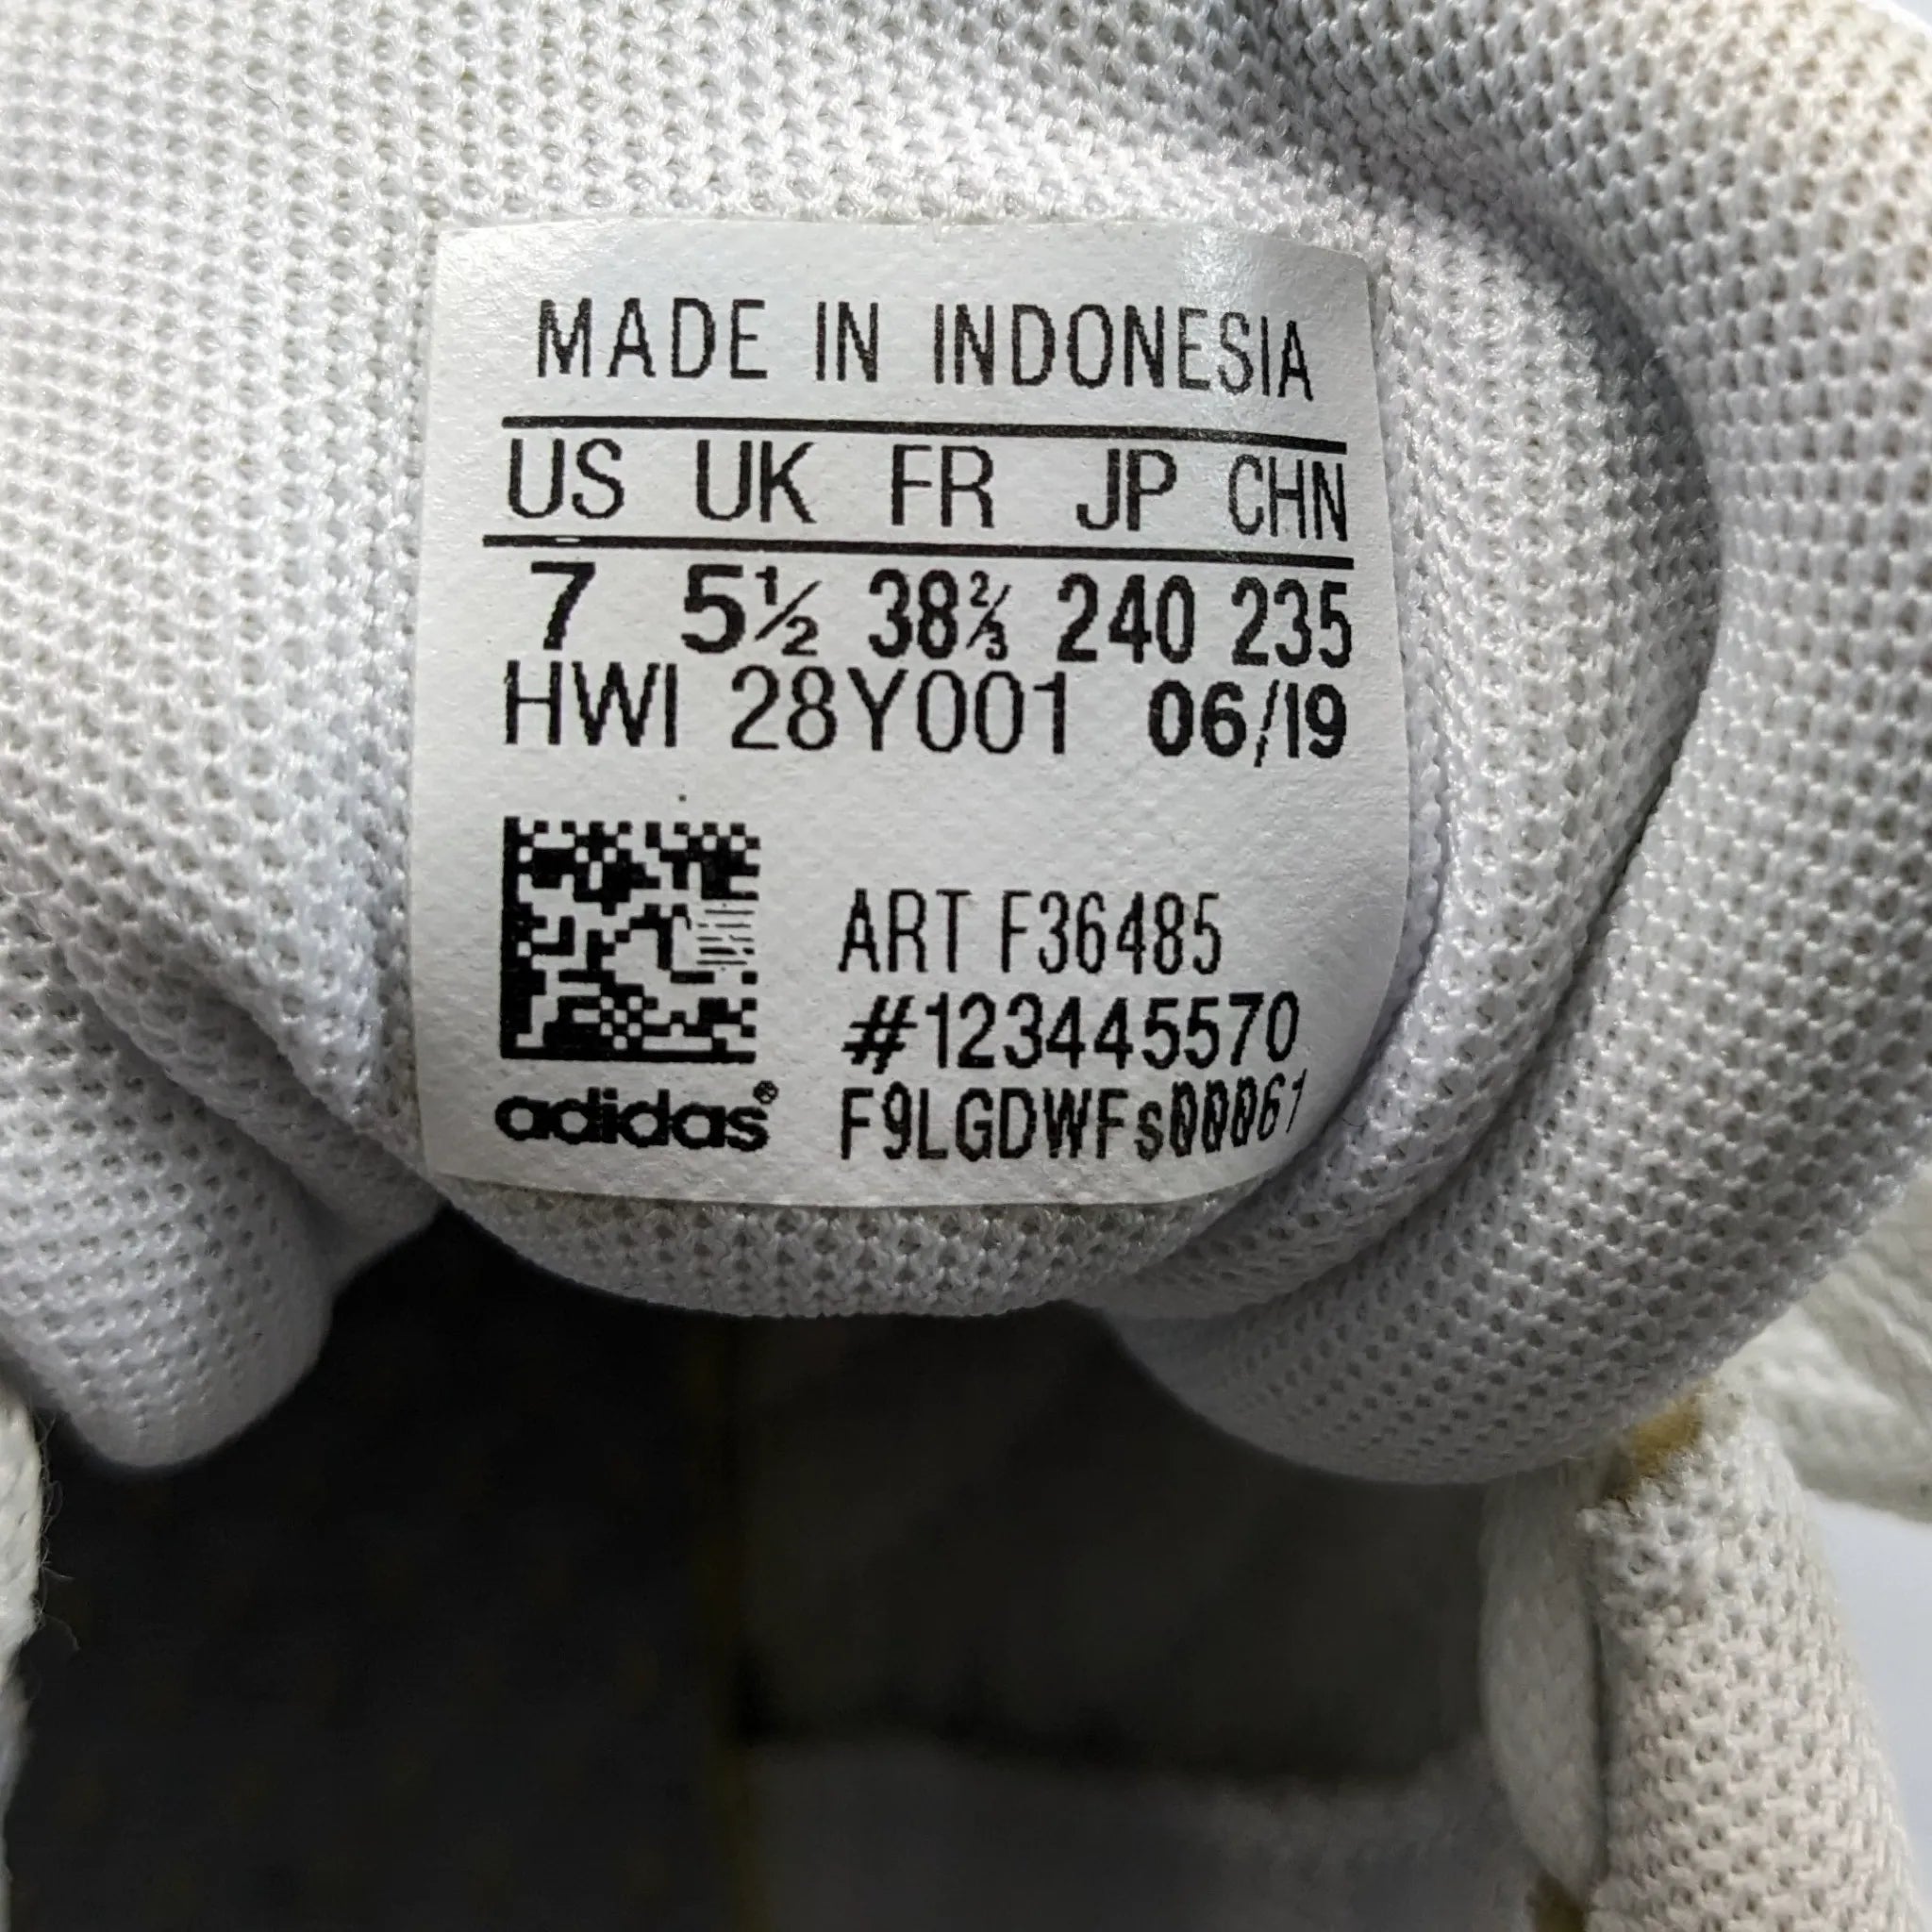 MADE IN INDONESIA
US UK FR JP CHN
7 5½ 38⅔ 240 235
HWI 28Y001 06/19
ART F36485
#123445570
adidas® F9LGDWFs00061